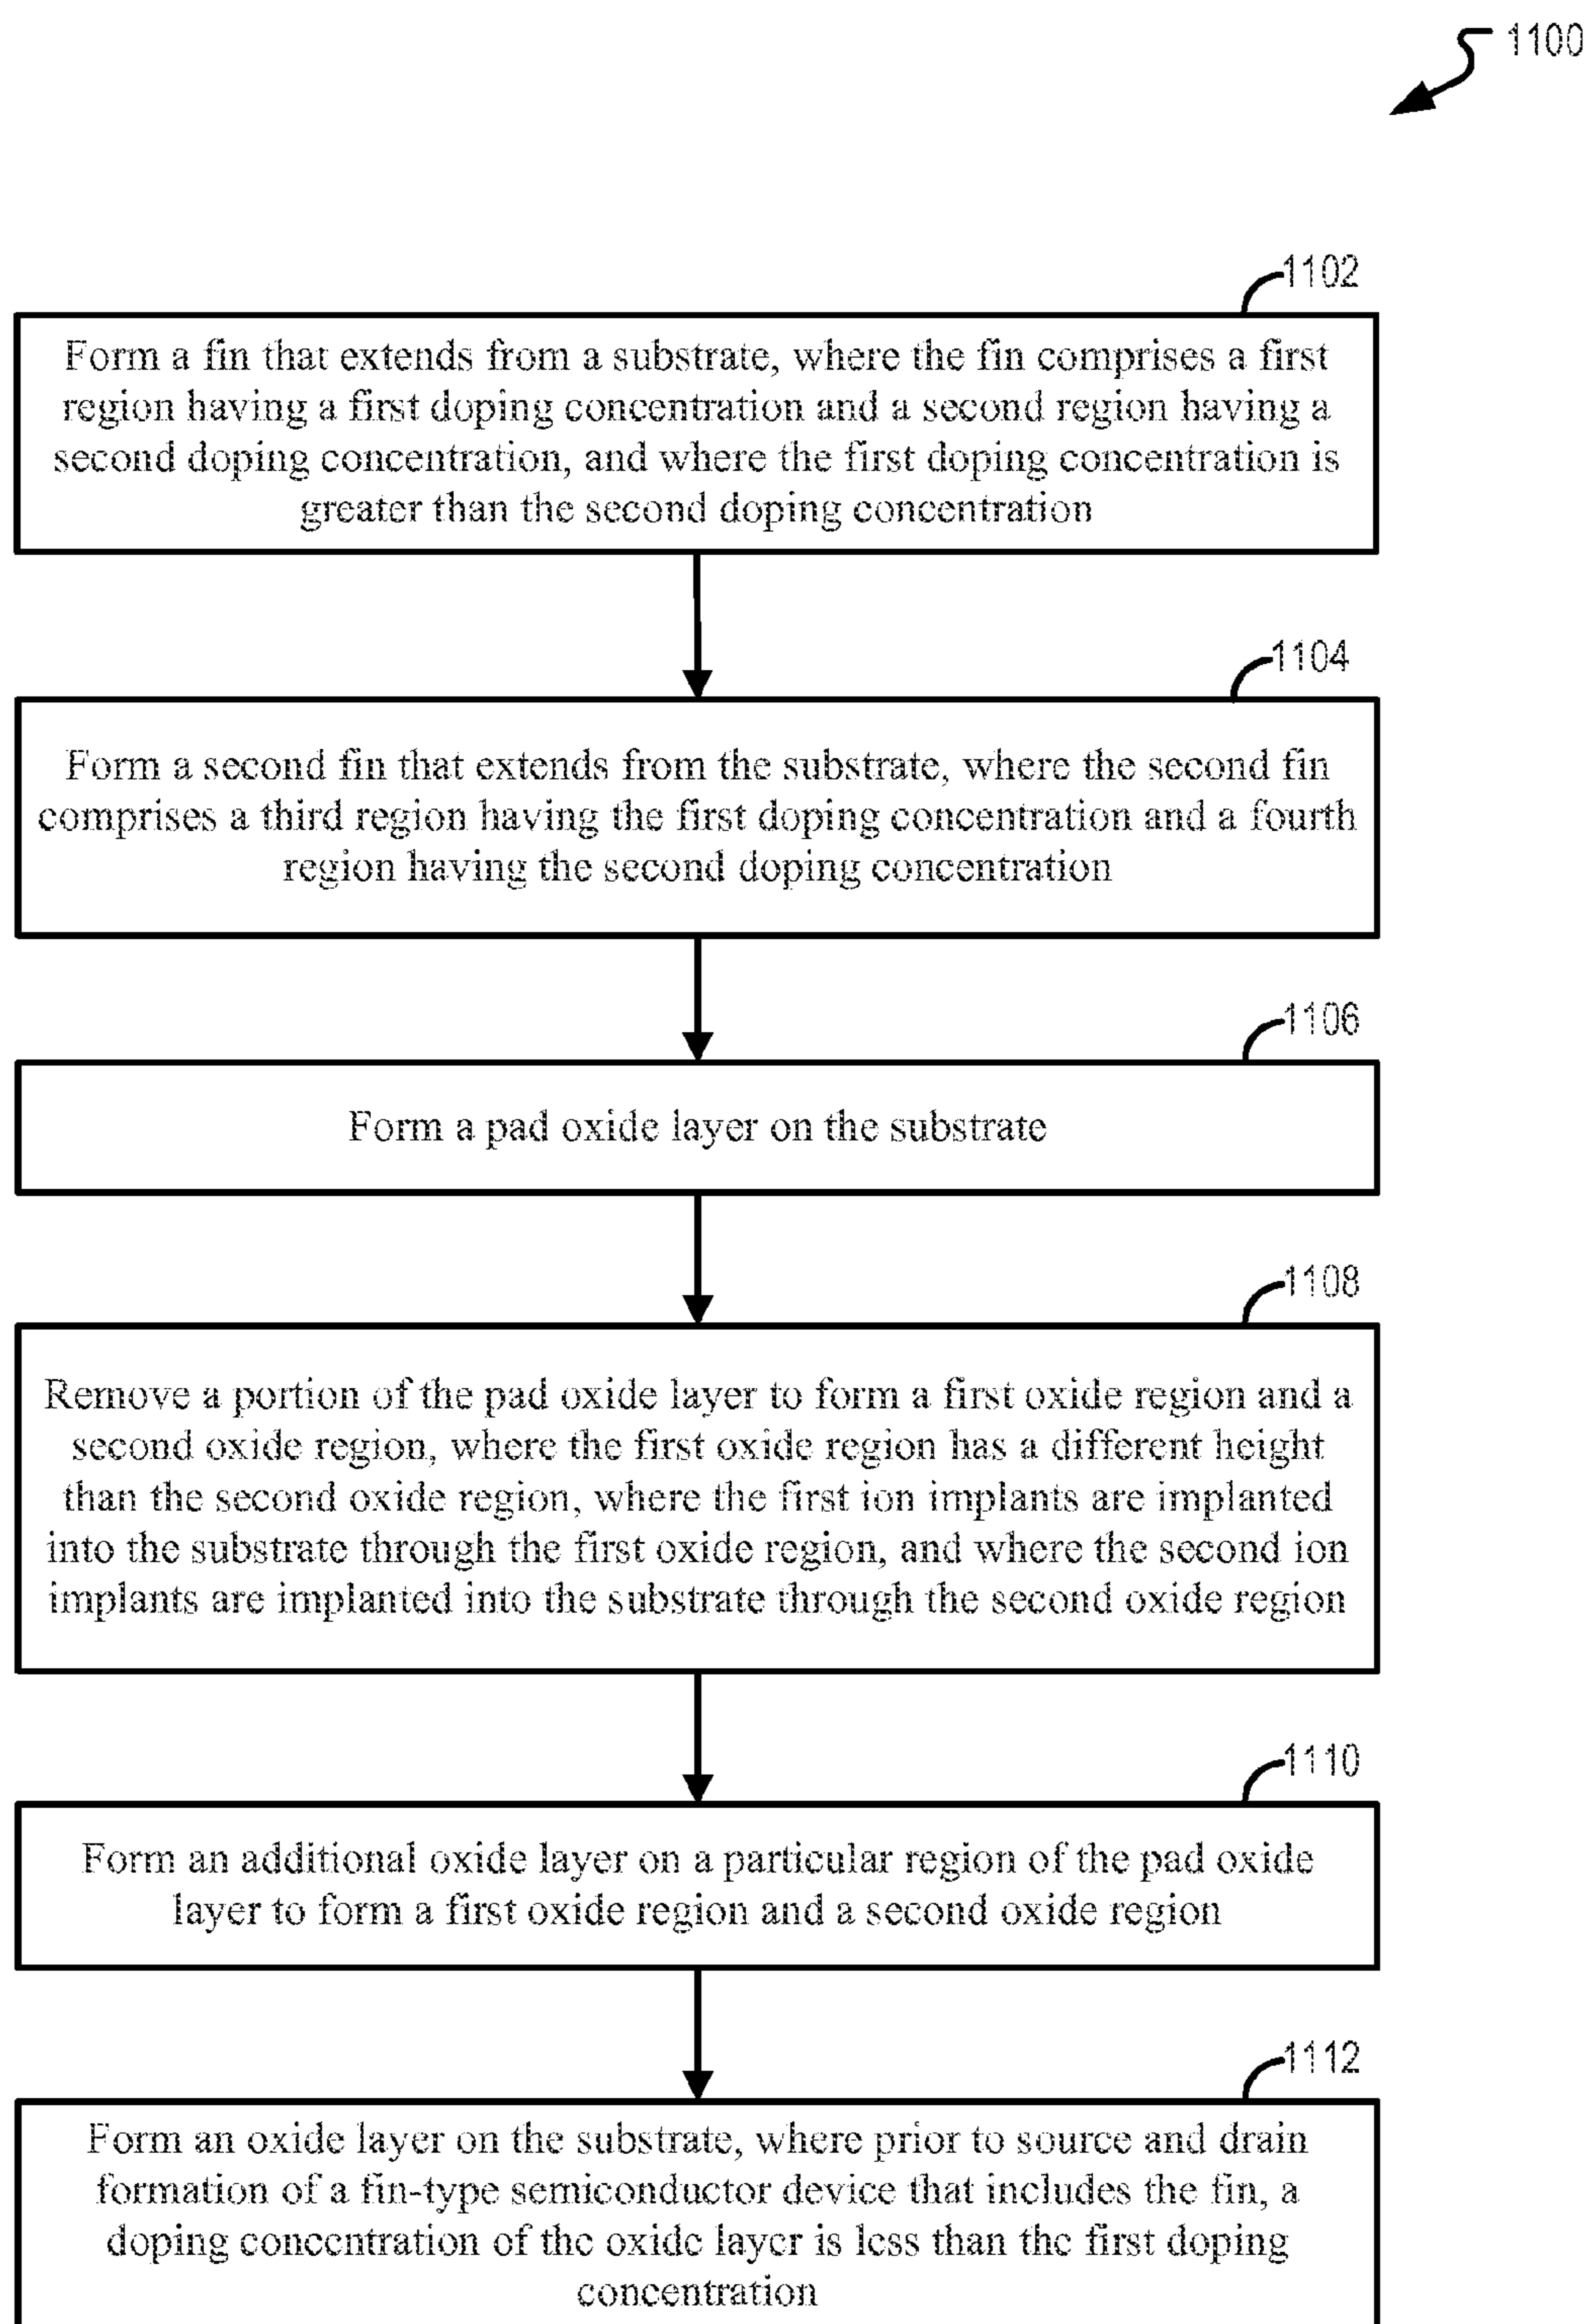 1100
1102
Form a fin that extends from a substrate, where the fin comprises a first
region having a first doping concentration and a second region having a
second doping concentration, and where the first doping concentration is
greater than the second doping concentration
1104
Form a second fin that extends from the substrate, where the second fin
comprises a third region having the first doping concentration and a fourth
region having the second doping concentration
1106
Form a pad oxide layer on the substrate
1108
Remove a portion of the pad oxide layer to form a first oxide region and a
second oxide region, where the first oxide region has a different height
than the second oxide region, where the first ion implants are implanted
into the substrate through the first oxide region, and where the second ion
implants are implanted into the substrate through the second oxide region
1110
Form an additional oxide layer on a particular region of the pad oxide
layer to form a first oxide region and a second oxide region
1112
Form an oxide layer on the substrate, where prior to source and drain
formation of a fin-type semiconductor device that includes the fin, a
doping concentration of the oxide layer is less than the first doping
concentration